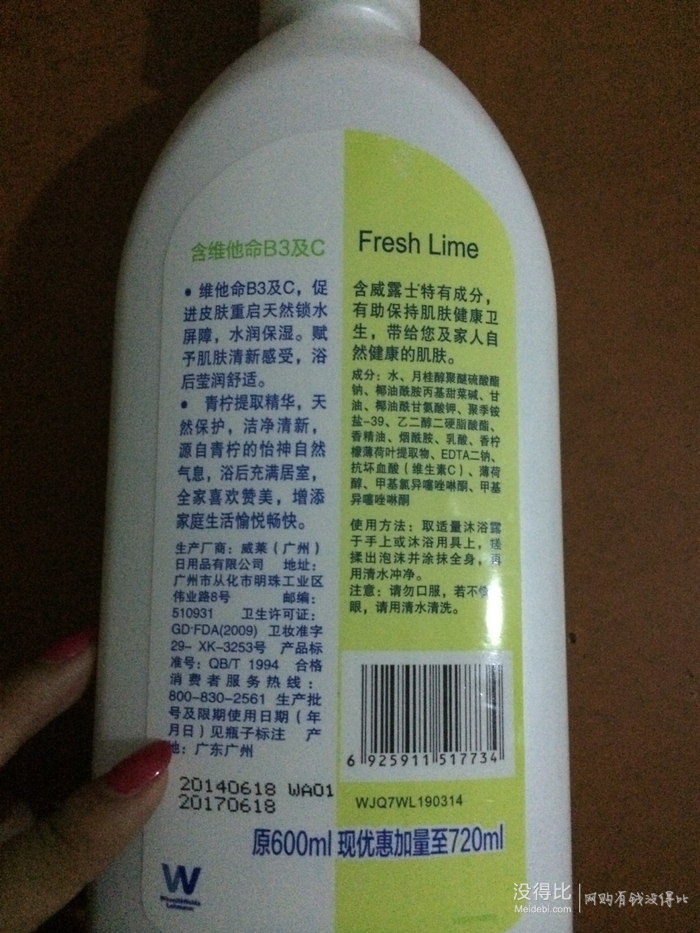 含维他命B3及C
• 维他命B3及C，促
进皮肤重启天然锁水
屏障，水润保湿。赋
予肌肤清新感受，浴
后莹润舒适。
• 青柠提取精华，天
然保护，洁净清新，
源自青柠的怡神自然
气息，浴后充满居室，
全家喜欢赞美，增添
家庭生活愉悦畅快。
生产厂商：威莱（广州）
日用品有限公司 地址：
广州市从化市明珠工业区
伟业路8号 邮编：
510931 卫生许可证：
GD·FDA(2009) 卫妆准字
29- XK-3253号 产品标
准号：QB/T 1994 合格
消费者服务热线：
800-830-2561 生产批
号及限期使用日期（年
月日）见瓶子标注 产
地：广东广州
20140618 WA01
20170618
Fresh Lime
含威露士特有成分，
有助保持肌肤健康卫
生，带给您及家人自
然健康的肌肤。
成分：水、月桂醇聚醚硫酸酯
钠、椰油酰胺丙基甜菜碱、甘
油、椰油酰甘氨酸钾、聚季铵
盐-39、乙二醇二硬脂酸酯、
香精油、烟酰胺、乳酸、香柠
檬薄荷叶提取物、EDTA二钠、
抗坏血酸（维生素C）、薄荷
醇、甲基氯异噻唑啉酮、甲基
异噻唑啉酮
使用方法：取适量沐浴露
于手上或沐浴用具上，搓
揉出泡沫并涂抹全身，再
用清水冲净。
注意：请勿口服，若不慎
眼，请用清水清洗。
6 925911 517734
WJQ7WL190314
原600ml 现优惠加量至720ml
W
没得比
Meidebi.com
网购有钱没得比